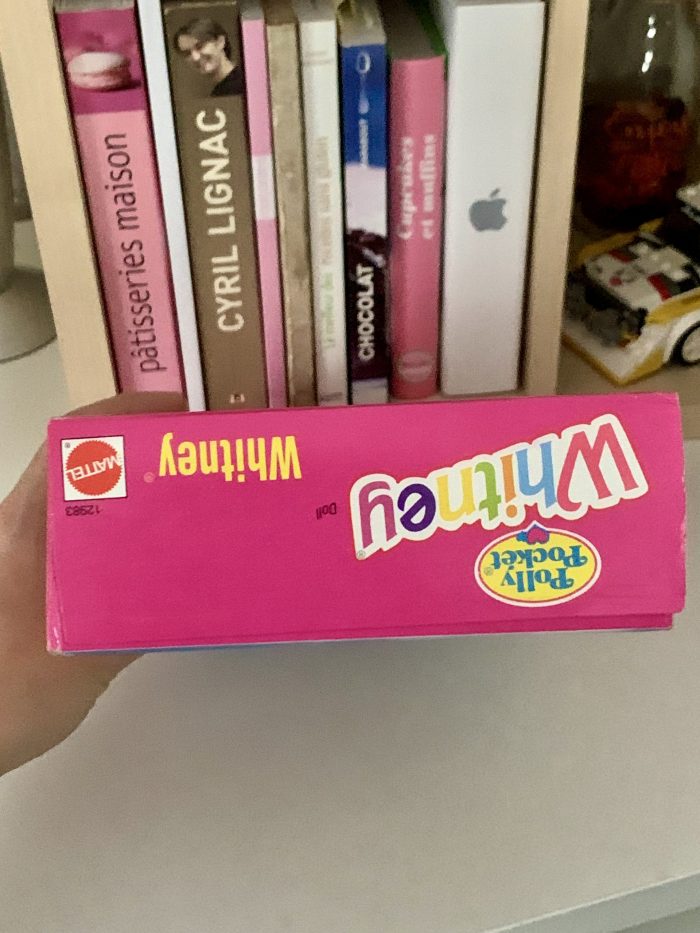 pâtisseries maison
CYRIL LIGNAC
CHOCOLAT
Cupcakes
et muffins
Polly
Pocket®
Whitney®
Doll
Whitney®
MATTEL
®
12983